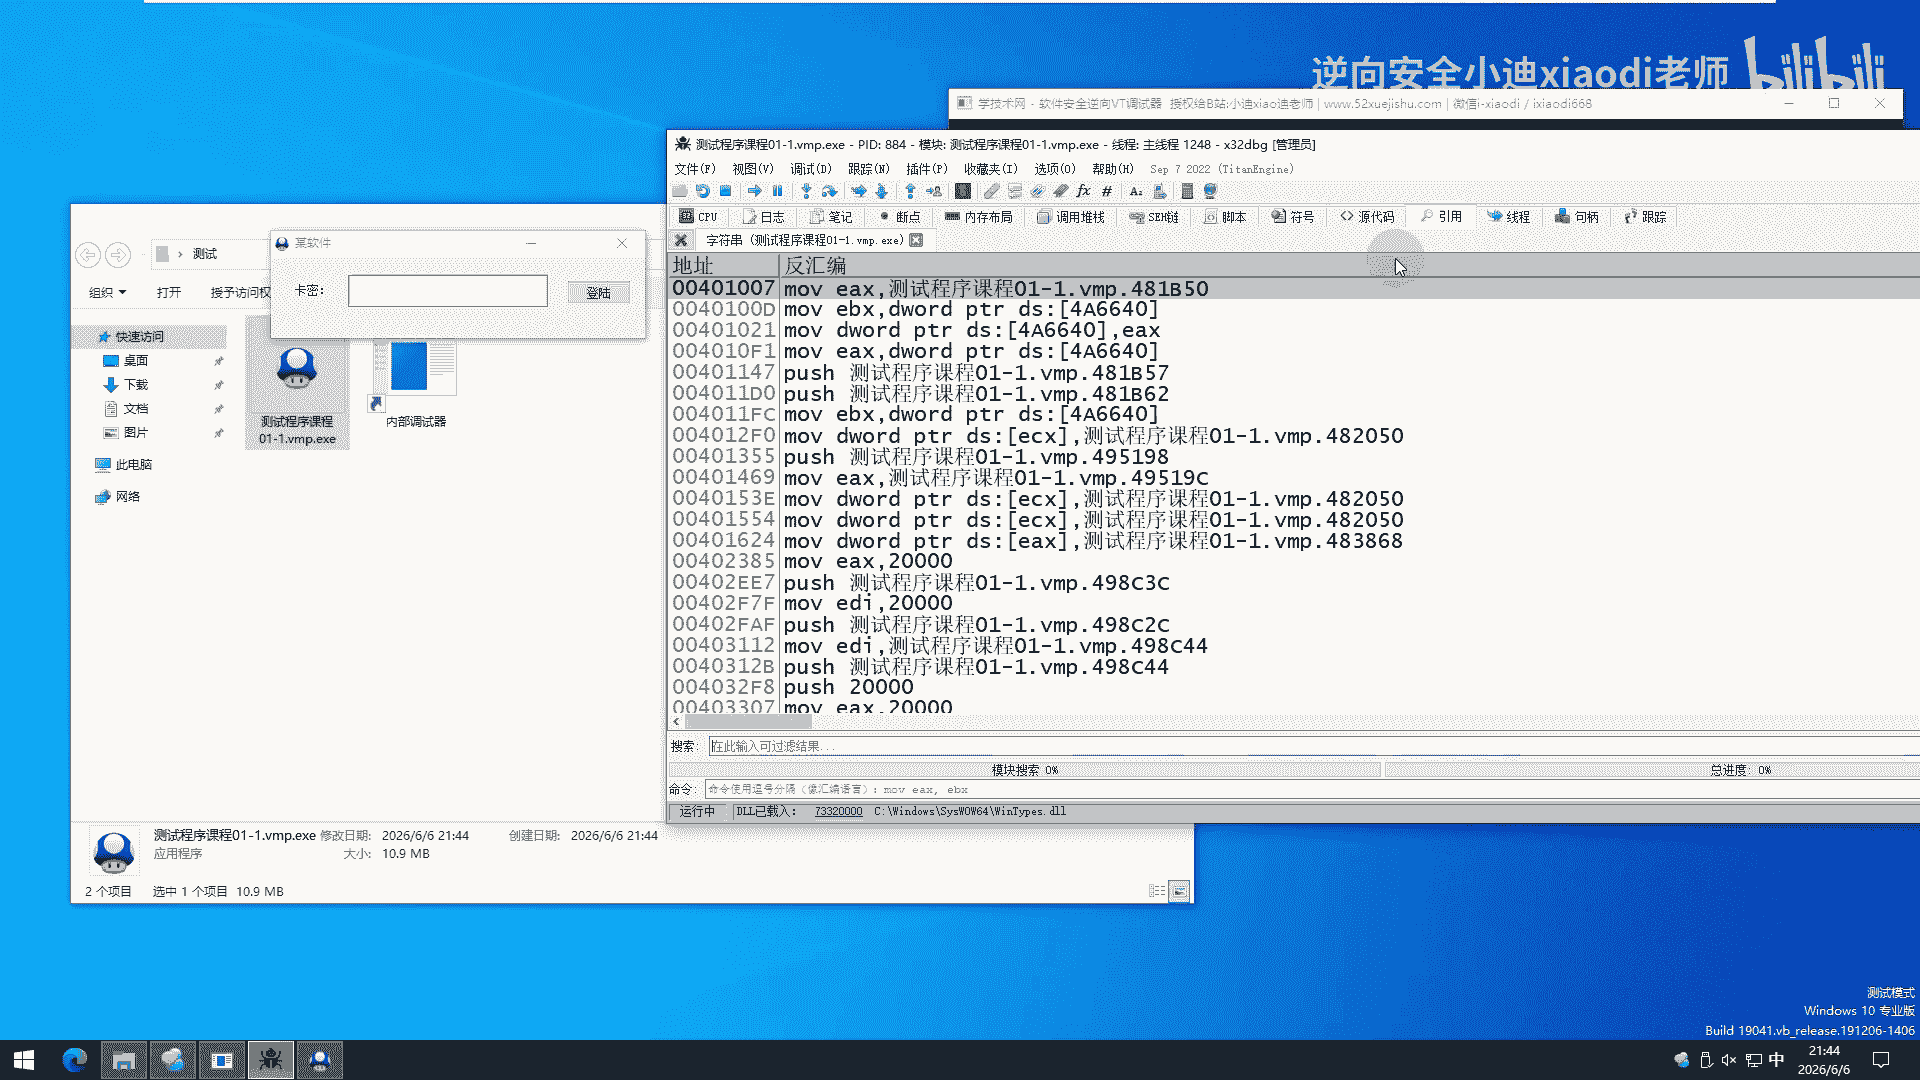 逆向安全小迪xiaodi老师 bilibili
学技术网 - 软件安全逆向VT调试器 授权给B站:小迪xiao迪老师 | www.52xuejishu.com | 微信i-xiaodi / ixiaodi668
测试程序课程01-1.vmp.exe - PID: 884 - 模块: 测试程序课程01-1.vmp.exe - 线程: 主线程 1248 - x32dbg [管理员]
文件(F) 视图(V) 调试(D) 跟踪(N) 插件(P) 收藏夹(I) 选项(O) 帮助(H) Sep 7 2022 (TitanEngine)
CPU 日志 笔记 断点 内存布局 调用堆栈 SEH链 脚本 符号 源代码 引用 线程 句柄 跟踪
字符串 (测试程序课程01-1.vmp.exe)
地址 反汇编
00401007 mov eax,测试程序课程01-1.vmp.481B50
0040100D mov ebx,dword ptr ds:[4A6640]
00401021 mov dword ptr ds:[4A6640],eax
004010F1 mov eax,dword ptr ds:[4A6640]
00401147 push 测试程序课程01-1.vmp.481B57
004011D0 push 测试程序课程01-1.vmp.481B62
004011FC mov ebx,dword ptr ds:[4A6640]
004012F0 mov dword ptr ds:[ecx],测试程序课程01-1.vmp.482050
00401355 push 测试程序课程01-1.vmp.495198
00401469 mov eax,测试程序课程01-1.vmp.49519C
0040153E mov dword ptr ds:[ecx],测试程序课程01-1.vmp.482050
00401554 mov dword ptr ds:[ecx],测试程序课程01-1.vmp.482050
00401624 mov dword ptr ds:[eax],测试程序课程01-1.vmp.483868
00402385 mov eax,20000
00402EE7 push 测试程序课程01-1.vmp.498C3C
00402F7F mov edi,20000
00402FAF push 测试程序课程01-1.vmp.498C2C
00403112 mov edi,测试程序课程01-1.vmp.498C44
0040312B push 测试程序课程01-1.vmp.498C44
004032F8 push 20000
00403307 mov eax,20000
搜索: 在此输入可过滤结果...
模块搜索 0% 总进度: 0%
命令: 命令使用逗号分隔（像汇编语言）: mov eax, ebx
运行中 DLL已载入: 73320000 C:\Windows\SysWOW64\WinTypes.dll
某软件
卡密: 登陆
测试
组织 打开 授予访问权
快速访问
桌面
下载
文档
图片
此电脑
网络
测试程序课程
01-1.vmp.exe
内部调试器
测试程序课程01-1.vmp.exe 修改日期: 2026/6/6 21:44 创建日期: 2026/6/6 21:44
应用程序 大小: 10.9 MB
2 个项目 选中 1 个项目 10.9 MB
测试模式
Windows 10 专业版
Build 19041.vb_release.191206-1406
中
21:44
2026/6/6